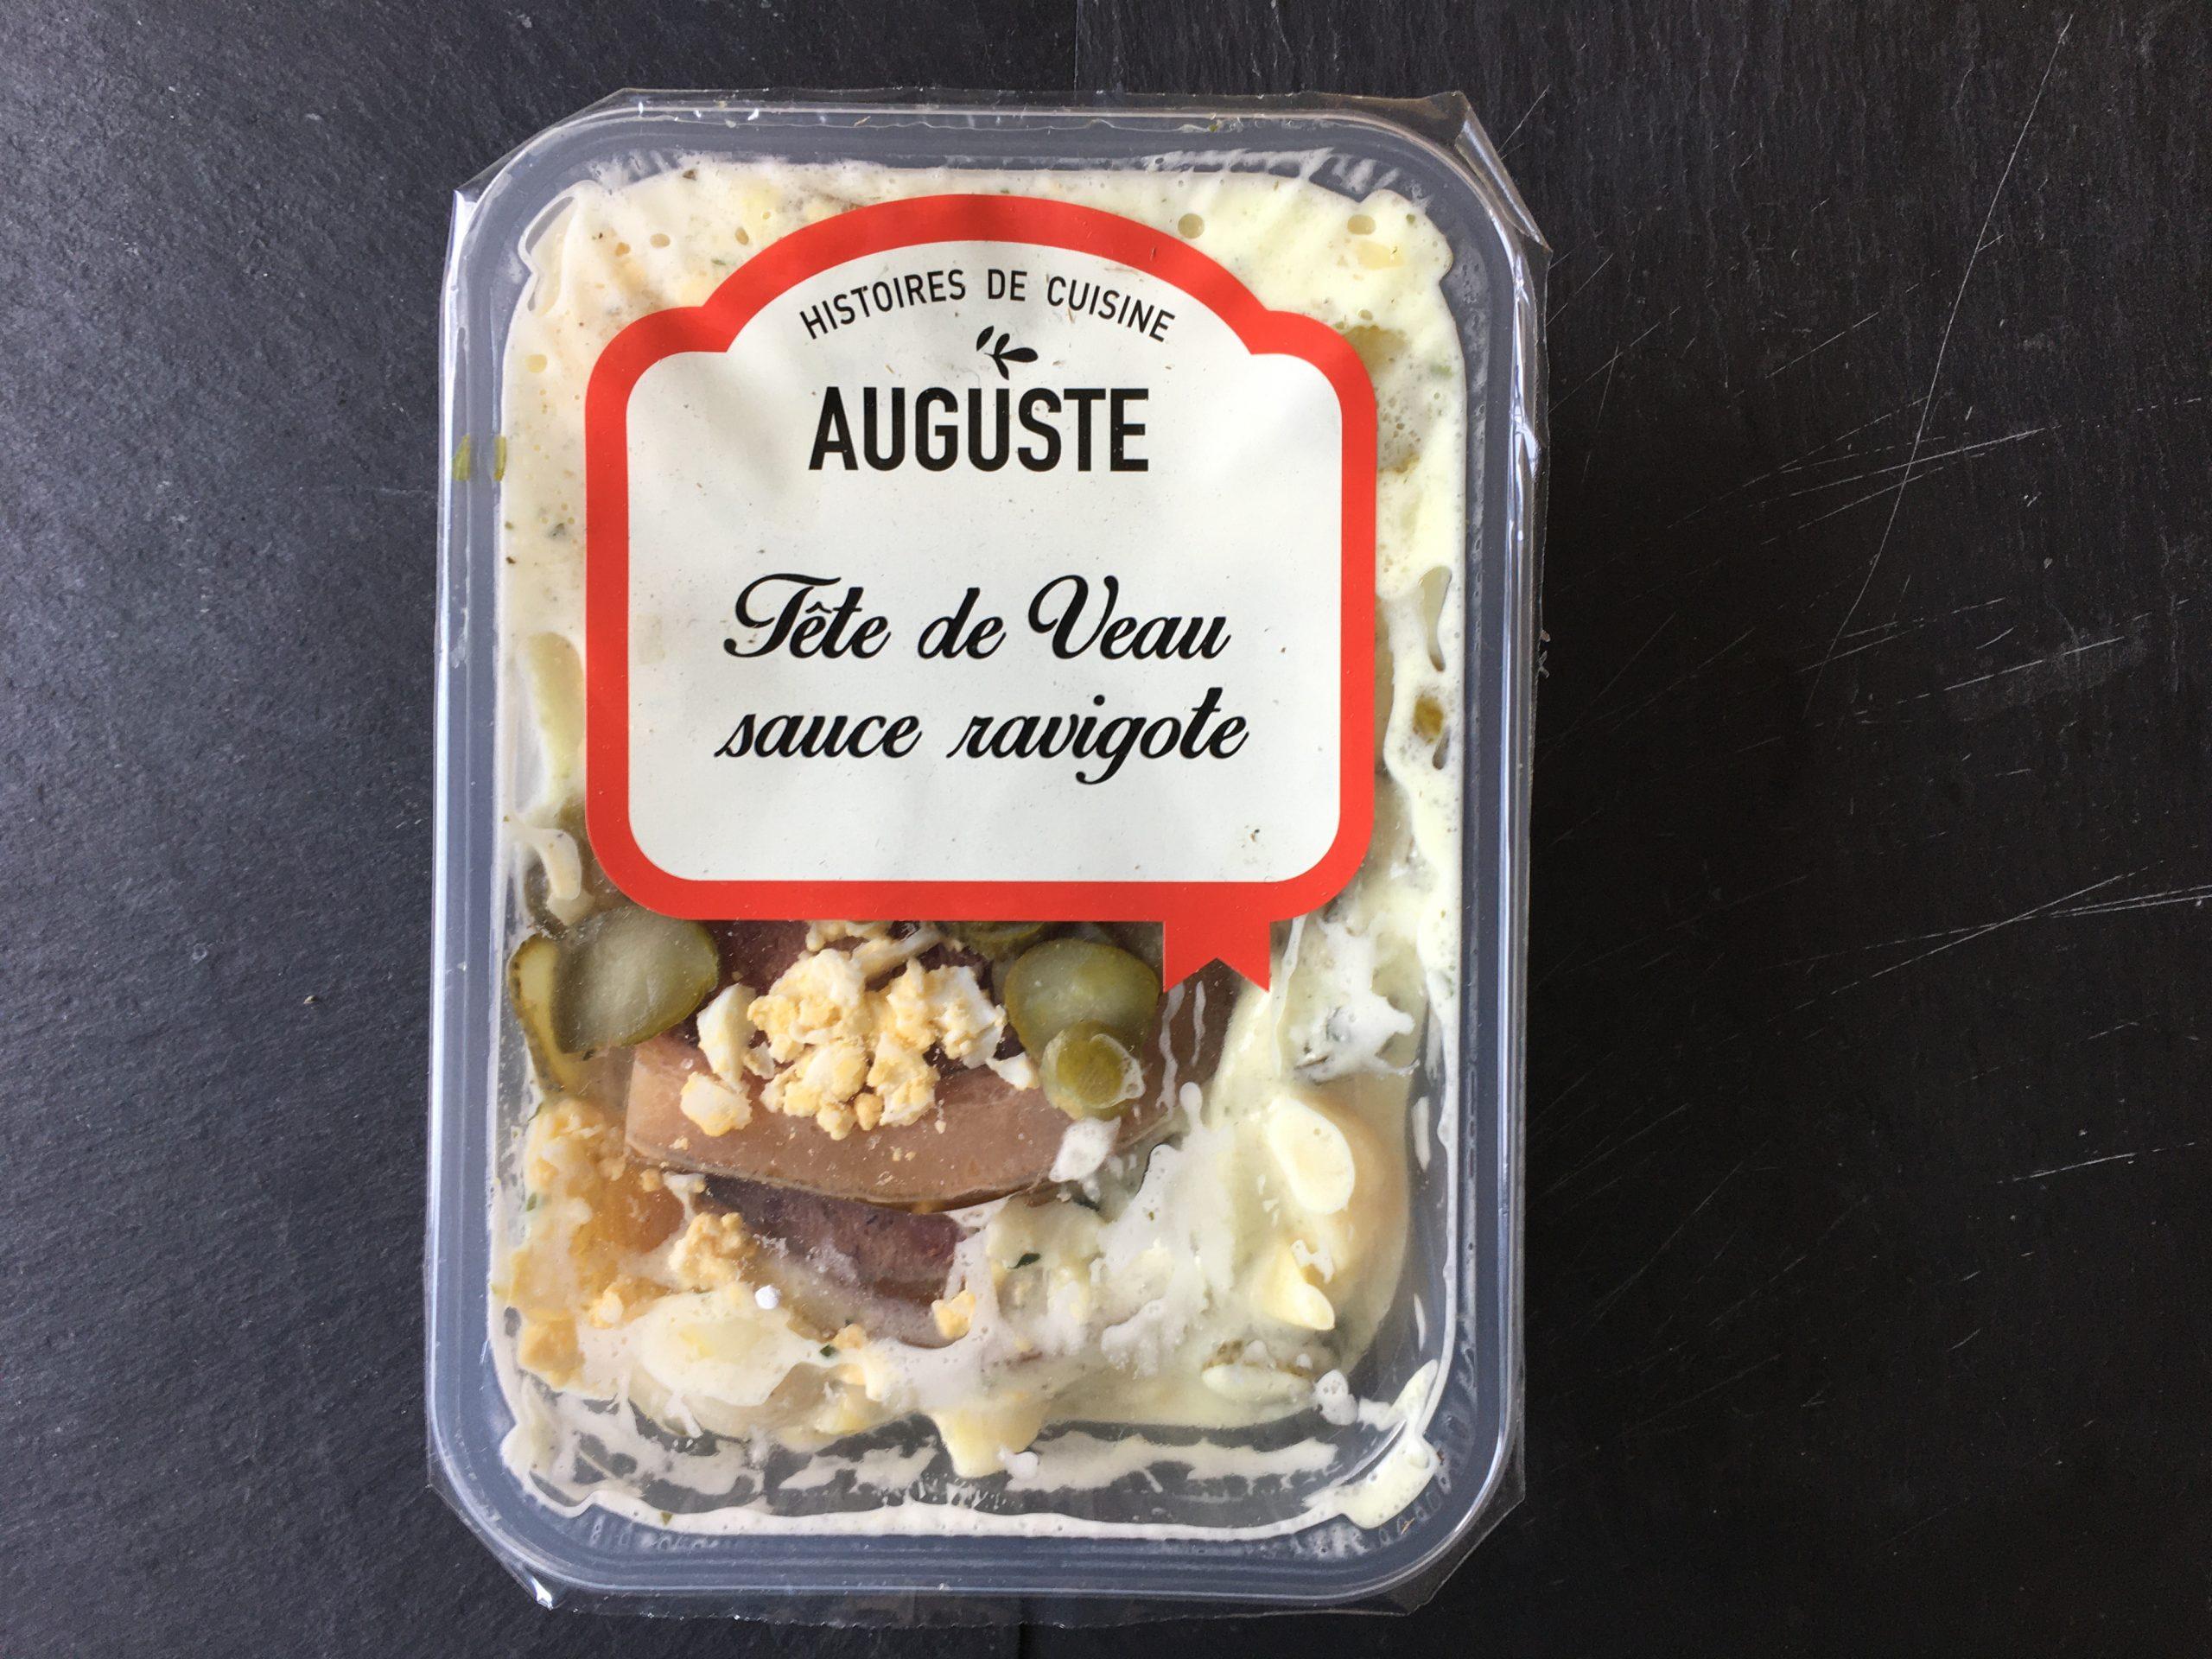 HISTOIRES DE CUISINE
AUGUSTE
Tête de Veau
sauce ravigote